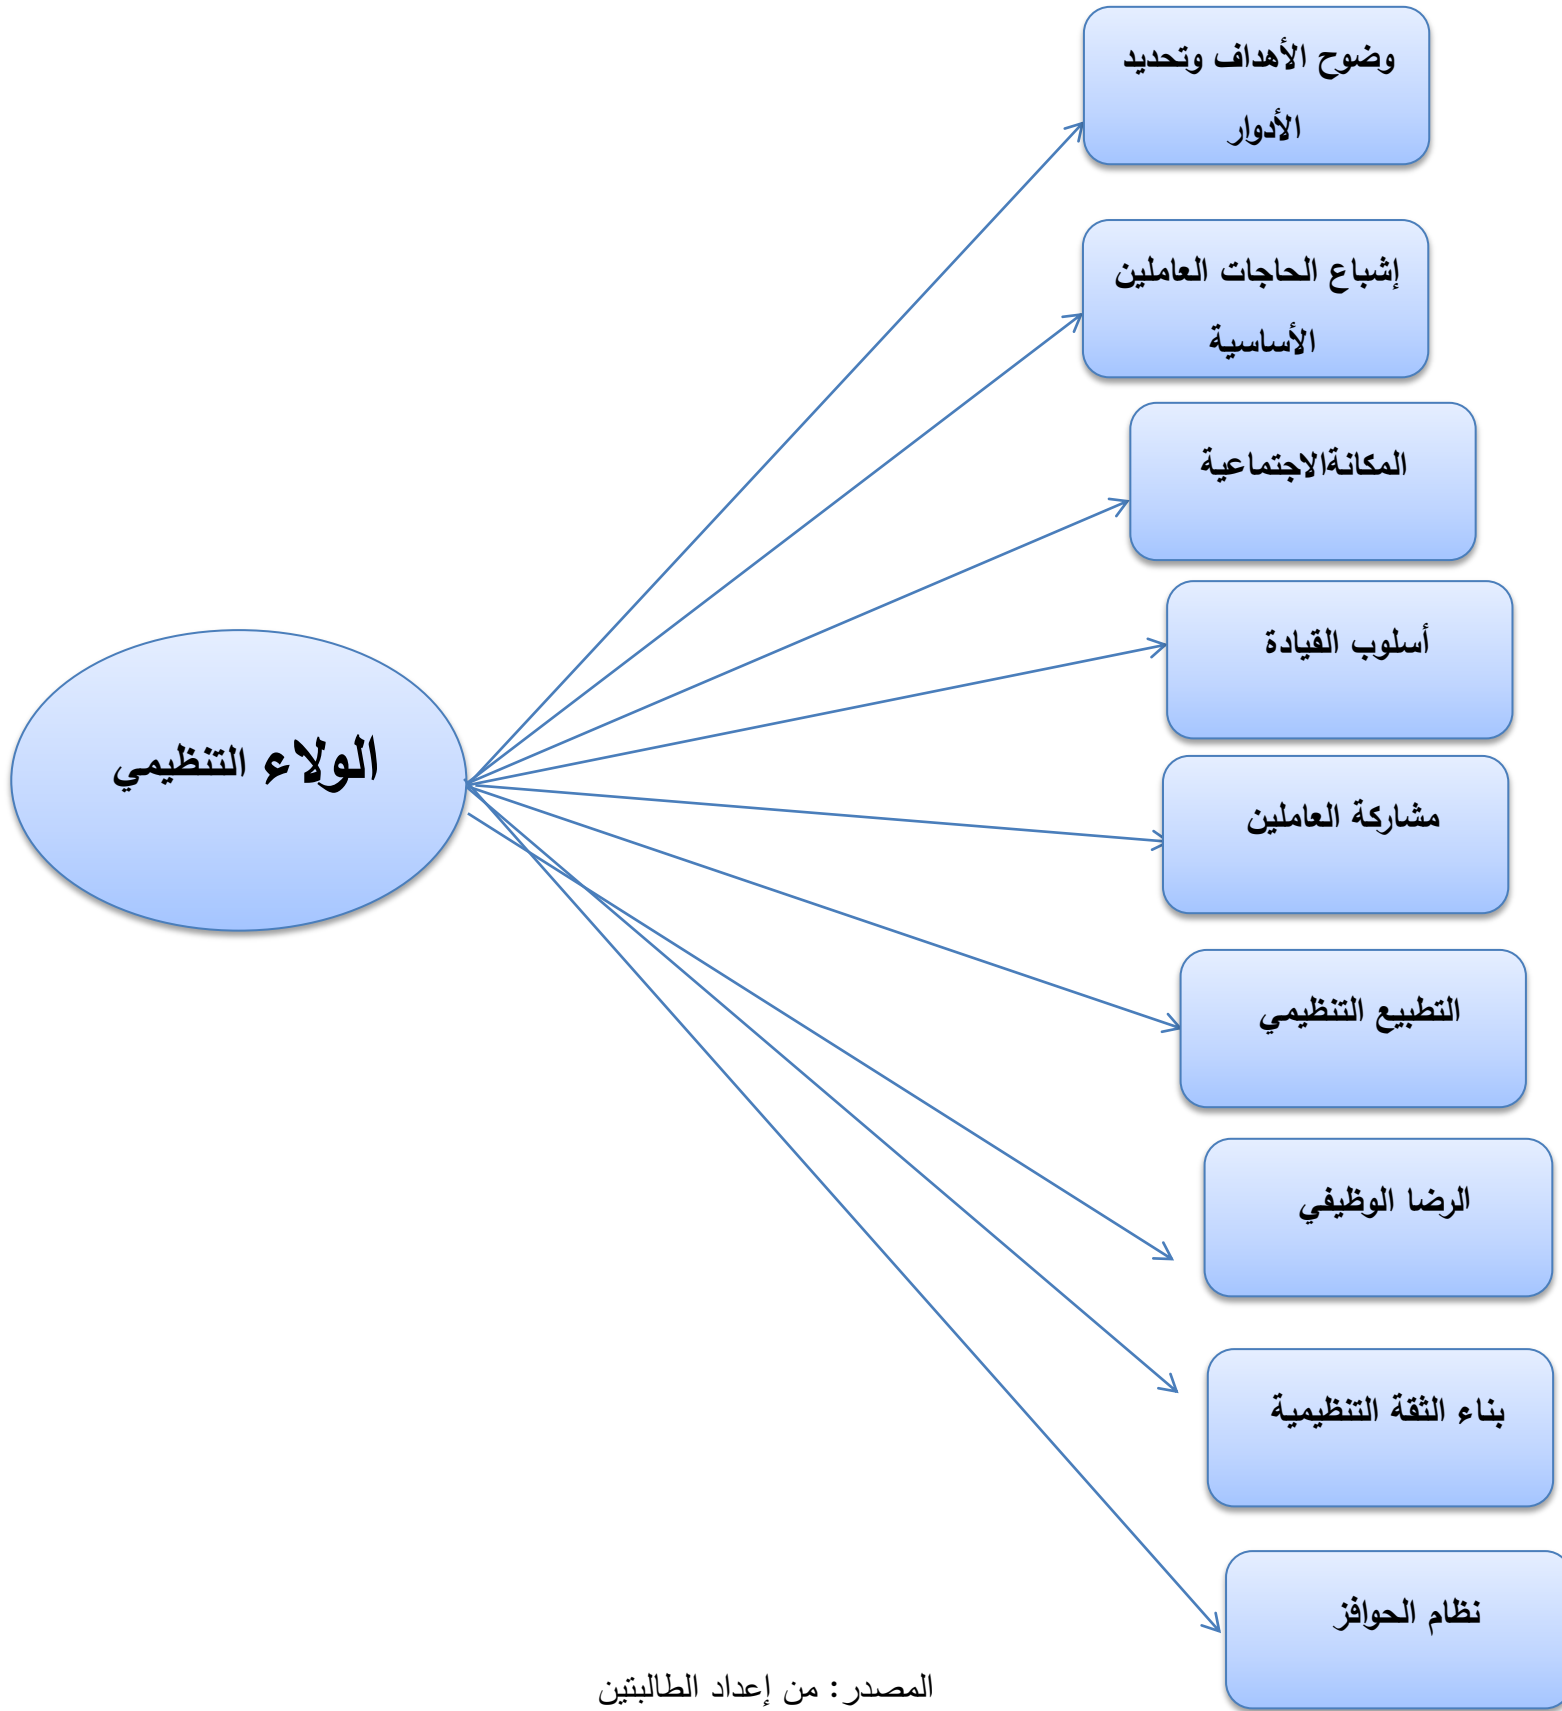 وضوح الأهداف وتحديد
الأدوار
إشباع الحاجات العاملين
الأساسية
المكانةالاجتماعية
أسلوب القيادة
الولاء التنظيمي
مشاركة العاملين
التطبيع التنظيمي
الرضا الوظيفي
بناء الثقة التنظيمية
نظام الحوافز
المصدر: من إعداد الطالبتين